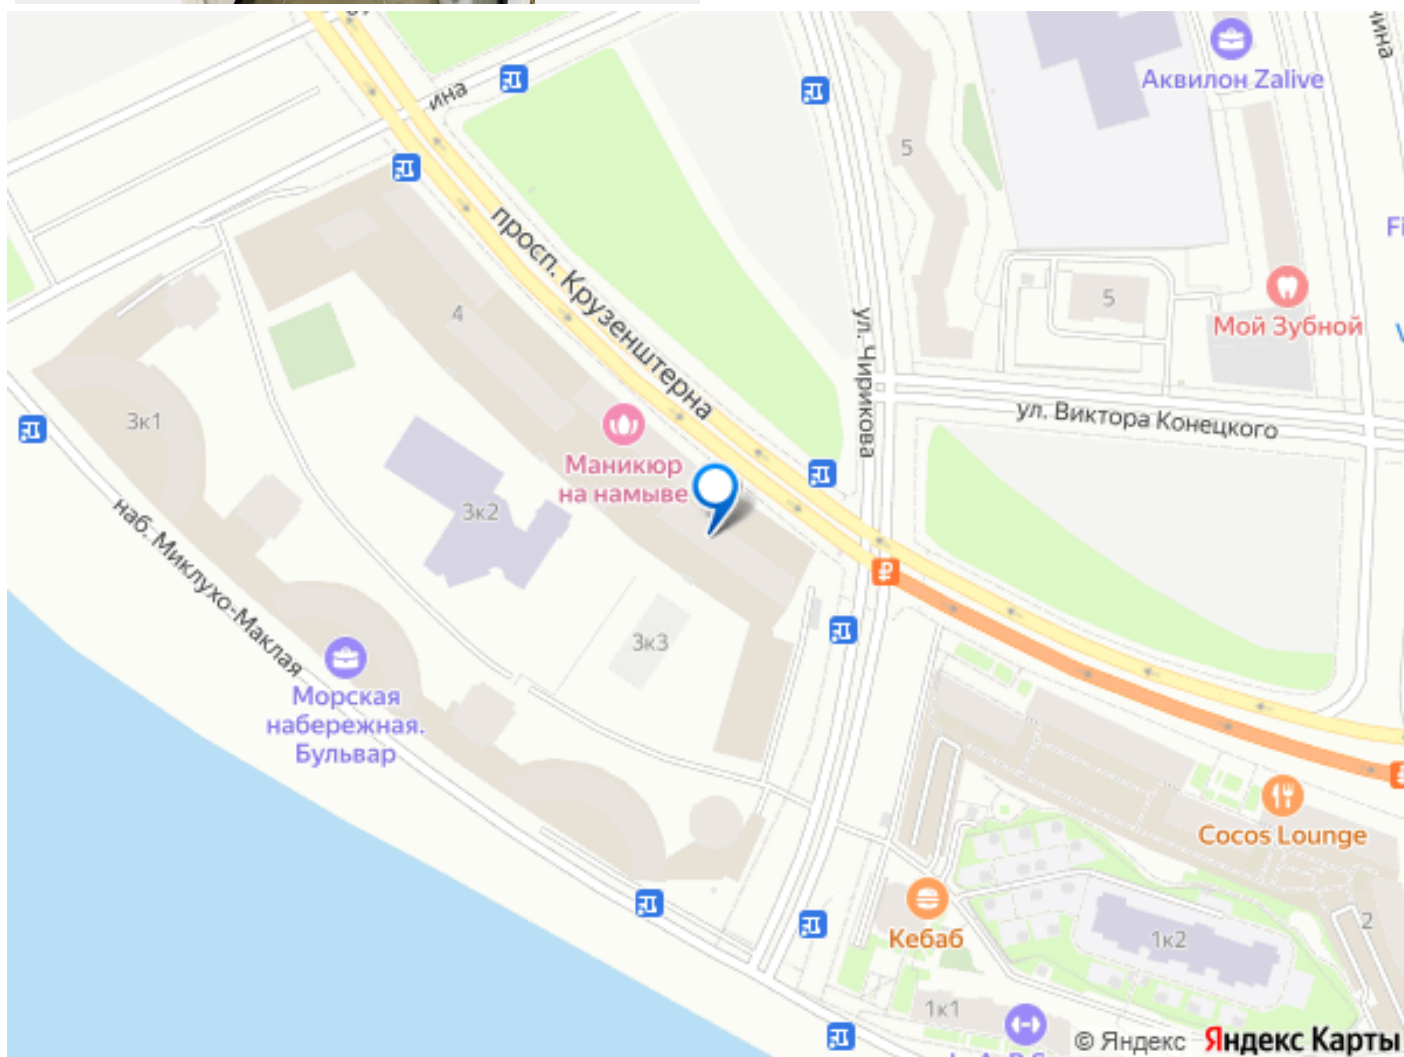 Аквилон Zalive
5
просп. Крузенштерна
5
Мой Зубной
4
ул. Чирикова
3к1
ул. Виктора Конецкого
Маникюр
на намыве
3к2
наб. Миклухо-Маклая
3к3
Морская
набережная.
Бульвар
Cocos Lounge
Кебаб
1к2
2
1к1
© Яндекс Яндекс Карты